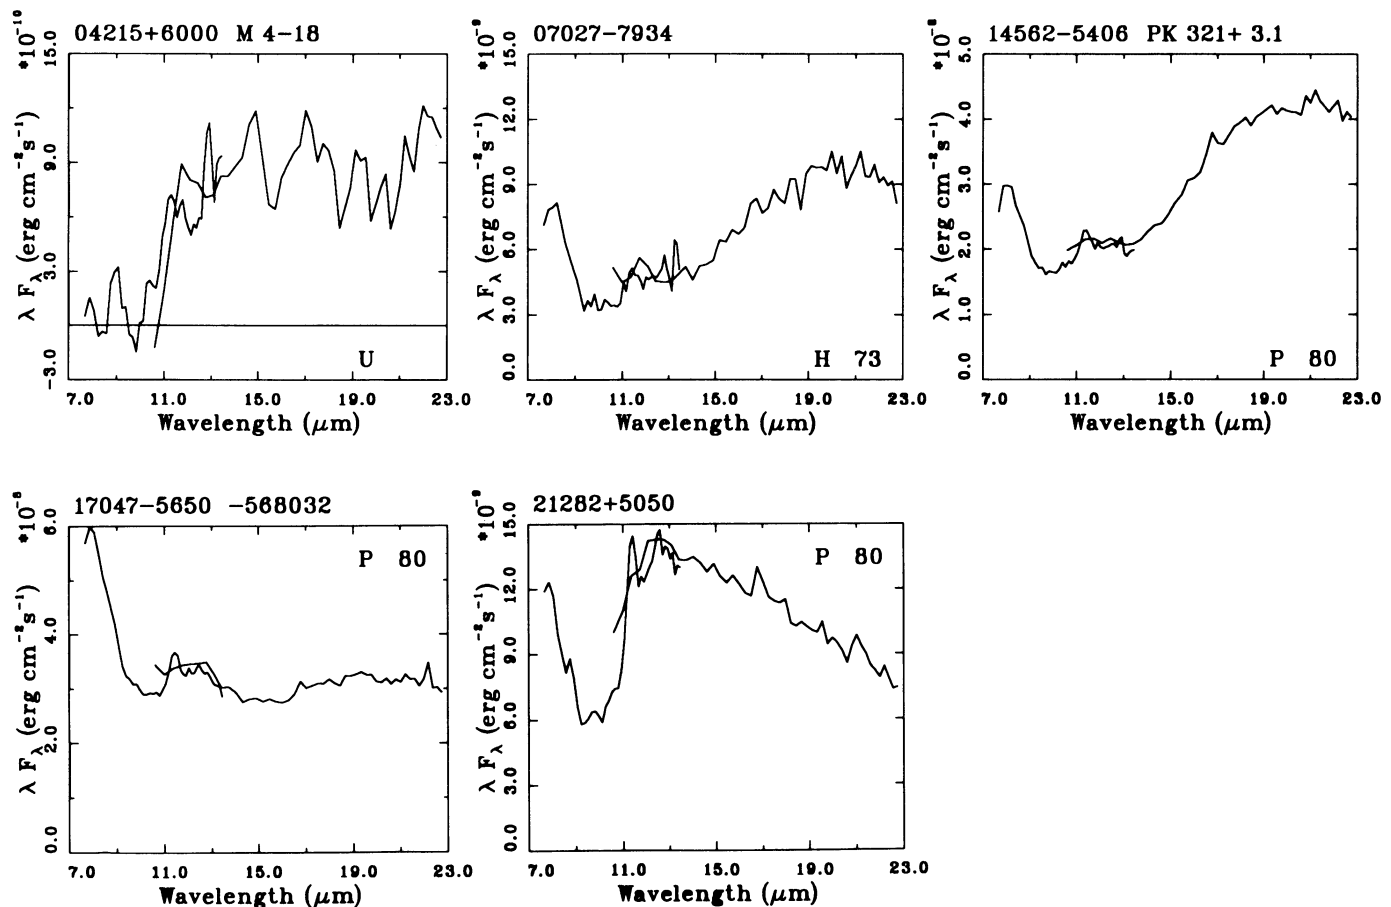 04215+6000 M 4-18
*10⁻¹⁰
15.0
9.0
3.0
-3.0
λ F_λ (erg cm⁻²s⁻¹)
U
7.0 11.0 15.0 19.0 23.0
Wavelength (μm)
07027-7934
*10⁻⁹
15.0
12.0
9.0
6.0
3.0
0.0
λ F_λ (erg cm⁻²s⁻¹)
H 73
7.0 11.0 15.0 19.0 23.0
Wavelength (μm)
14562-5406 PK 321+ 3.1
*10⁻⁸
5.0
4.0
3.0
2.0
1.0
0.0
λ F_λ (erg cm⁻²s⁻¹)
P 80
7.0 11.0 15.0 19.0 23.0
Wavelength (μm)
17047-5650 -568032
*10⁻⁸
6.0
4.0
2.0
0.0
λ F_λ (erg cm⁻²s⁻¹)
P 80
7.0 11.0 15.0 19.0 23.0
Wavelength (μm)
21282+5050
*10⁻⁹
15.0
12.0
9.0
6.0
3.0
0.0
λ F_λ (erg cm⁻²s⁻¹)
P 80
7.0 11.0 15.0 19.0 23.0
Wavelength (μm)